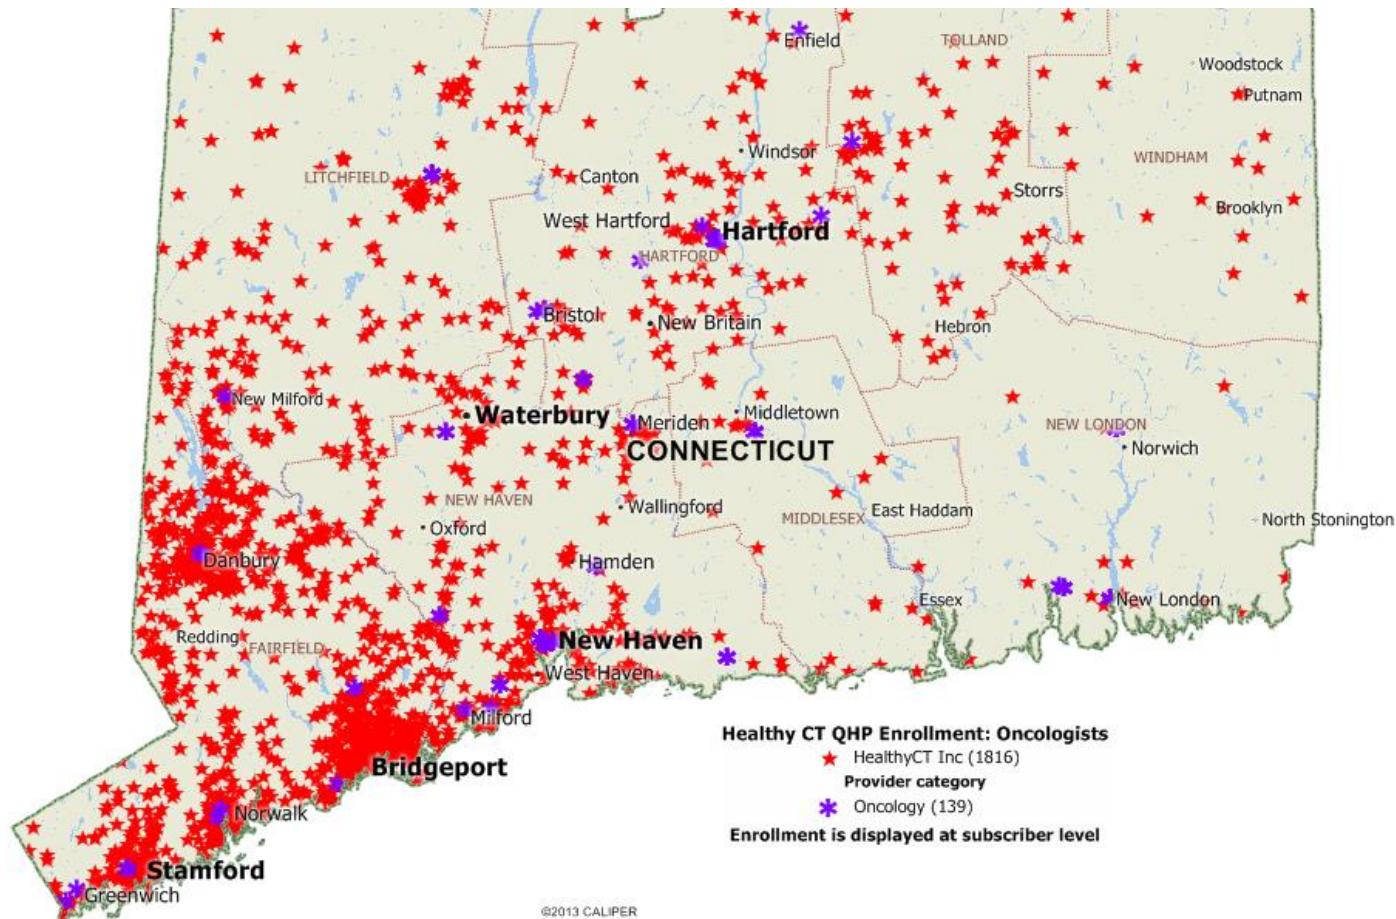 Enfield
TOLLAND
Woodstock
Putnam
Windsor
WINDHAM
LITCHFIELD
Canton
Storrs
West Hartford
Hartford
Brooklyn
HARTFORD
Bristol
New Britain
Hebron
New Milford
Waterbury
Meriden
Middletown
NEW LONDON
CONNECTICUT
Norwich
NEW HAVEN
Wallingford
East Haddam
MIDDLESEX
North Stonington
Oxford
Danbury
Hamden
Essex
New London
Redding
FAIRFIELD
New Haven
West Haven
Milford
Healthy CT QHP Enrollment: Oncologists
HealthyCT Inc (1816)
Provider category
Oncology (139)
Enrollment is displayed at subscriber level
Bridgeport
Norwalk
Stamford
Greenwich
©2013 CALIPER